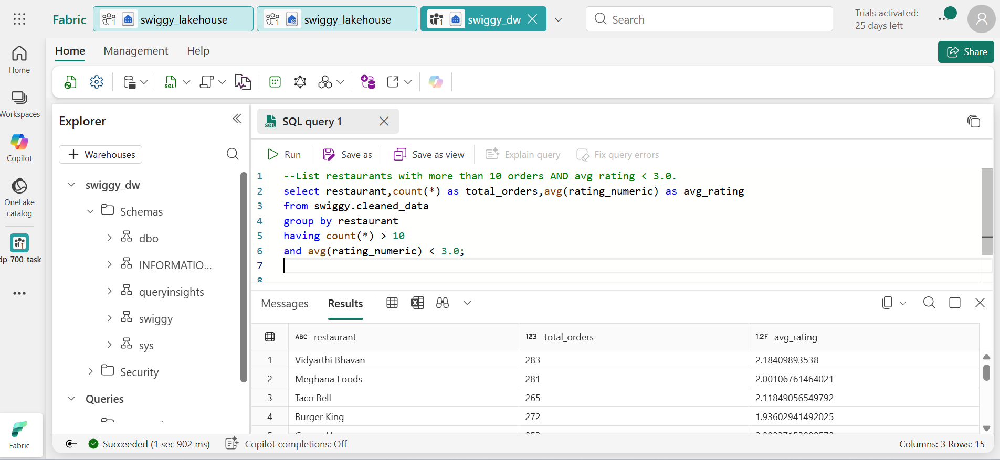 Fabric
swiggy_lakehouse
swiggy_lakehouse
swiggy_dw
Search
Trials activated:
25 days left
Home
Management
Help
Share
Home
Workspaces
Copilot
OneLake
catalog
dp-700_task
Fabric
Explorer
Warehouses
swiggy_dw
Schemas
dbo
INFORMATIO...
queryinsights
swiggy
sys
Security
Queries
SQL query 1
Run
Save as
Save as view
Explain query
Fix query errors
1 --List restaurants with more than 10 orders AND avg rating < 3.0.
2 select restaurant,count(*) as total_orders,avg(rating_numeric) as avg_rating
3 from swiggy.cleaned_data
4 group by restaurant
5 having count(*) > 10
6 and avg(rating_numeric) < 3.0;
7
8
Messages
Results
ABC restaurant 123 total_orders 1.2F avg_rating
1 Vidyarthi Bhavan 283 2.18409893538
2 Meghana Foods 281 2.00106761464021
3 Taco Bell 265 2.11849056549792
4 Burger King 272 1.93602941492025
Succeeded (1 sec 902 ms)
Copilot completions: Off
Columns: 3 Rows: 15